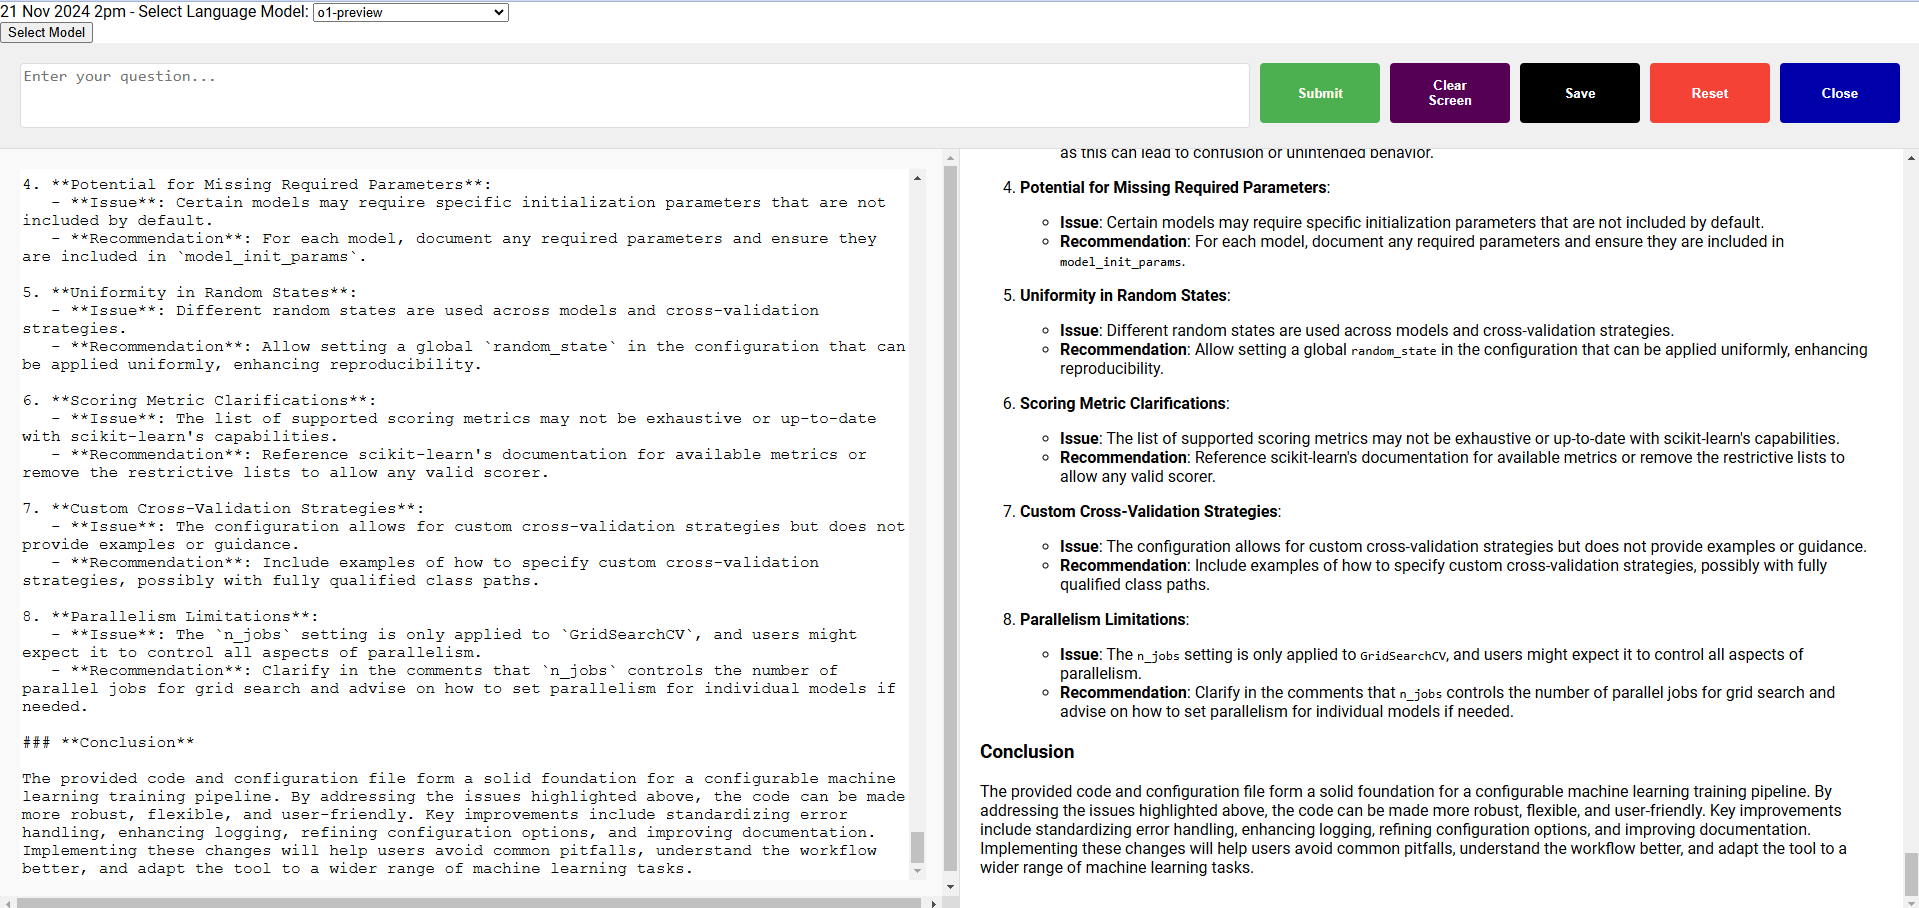 21 Nov 2024 2pm - Select Language Model: o1-preview
Select Model
Enter your question...
Submit
Clear
Screen
Save
Reset
Close
4. **Potential for Missing Required Parameters**:
- **Issue**: Certain models may require specific initialization parameters that are not
included by default.
- **Recommendation**: For each model, document any required parameters and ensure they
are included in `model_init_params`.
5. **Uniformity in Random States**:
- **Issue**: Different random states are used across models and cross-validation
strategies.
- **Recommendation**: Allow setting a global `random_state` in the configuration that can
be applied uniformly, enhancing reproducibility.
6. **Scoring Metric Clarifications**:
- **Issue**: The list of supported scoring metrics may not be exhaustive or up-to-date
with scikit-learn's capabilities.
- **Recommendation**: Reference scikit-learn's documentation for available metrics or
remove the restrictive lists to allow any valid scorer.
7. **Custom Cross-Validation Strategies**:
- **Issue**: The configuration allows for custom cross-validation strategies but does not
provide examples or guidance.
- **Recommendation**: Include examples of how to specify custom cross-validation
strategies, possibly with fully qualified class paths.
8. **Parallelism Limitations**:
- **Issue**: The `n_jobs` setting is only applied to `GridSearchCV`, and users might
expect it to control all aspects of parallelism.
- **Recommendation**: Clarify in the comments that `n_jobs` controls the number of
parallel jobs for grid search and advise on how to set parallelism for individual models if
needed.
### **Conclusion**
The provided code and configuration file form a solid foundation for a configurable machine
learning training pipeline. By addressing the issues highlighted above, the code can be made
more robust, flexible, and user-friendly. Key improvements include standardizing error
handling, enhancing logging, refining configuration options, and improving documentation.
Implementing these changes will help users avoid common pitfalls, understand the workflow
better, and adapt the tool to a wider range of machine learning tasks.
as this can lead to confusion or unintended behavior.
4. Potential for Missing Required Parameters:
Issue: Certain models may require specific initialization parameters that are not included by default.
Recommendation: For each model, document any required parameters and ensure they are included in
model_init_params.
5. Uniformity in Random States:
Issue: Different random states are used across models and cross-validation strategies.
Recommendation: Allow setting a global random_state in the configuration that can be applied uniformly, enhancing
reproducibility.
6. Scoring Metric Clarifications:
Issue: The list of supported scoring metrics may not be exhaustive or up-to-date with scikit-learn's capabilities.
Recommendation: Reference scikit-learn's documentation for available metrics or remove the restrictive lists to
allow any valid scorer.
7. Custom Cross-Validation Strategies:
Issue: The configuration allows for custom cross-validation strategies but does not provide examples or guidance.
Recommendation: Include examples of how to specify custom cross-validation strategies, possibly with fully
qualified class paths.
8. Parallelism Limitations:
Issue: The n_jobs setting is only applied to GridSearchCV, and users might expect it to control all aspects of
parallelism.
Recommendation: Clarify in the comments that n_jobs controls the number of parallel jobs for grid search and
advise on how to set parallelism for individual models if needed.
Conclusion
The provided code and configuration file form a solid foundation for a configurable machine learning training pipeline. By
addressing the issues highlighted above, the code can be made more robust, flexible, and user-friendly. Key improvements
include standardizing error handling, enhancing logging, refining configuration options, and improving documentation.
Implementing these changes will help users avoid common pitfalls, understand the workflow better, and adapt the tool to a
wider range of machine learning tasks.